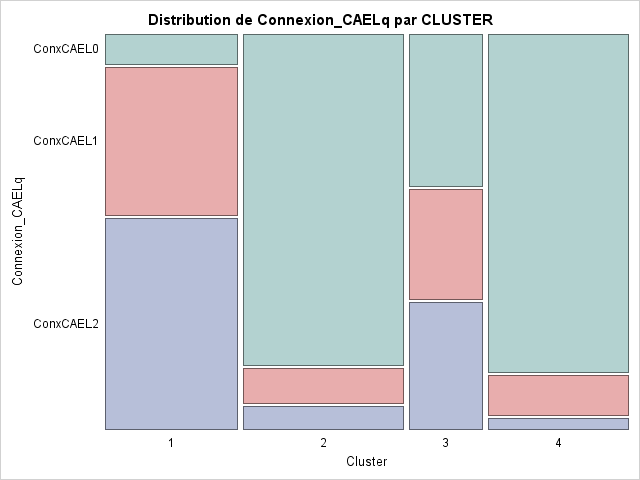 Distribution de Connexion_CAELq par CLUSTER
ConxCAEL0
ConxCAEL1
ConxCAEL2
Connexion_CAELq
1 2 3 4
Cluster